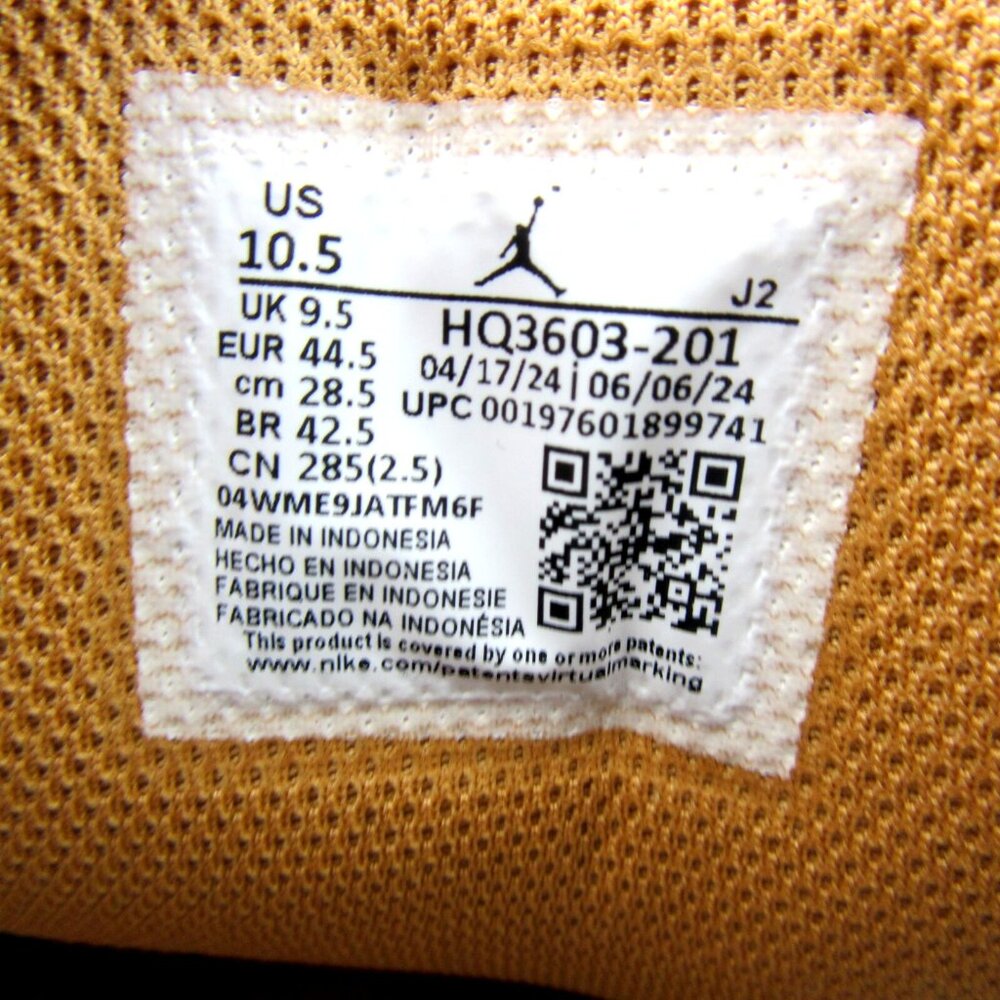 US
10.5
J2
UK 9.5
EUR 44.5
cm 28.5
BR 42.5
CN 285(2.5)
HQ3603-201
04/17/24 | 06/06/24
UPC 001976018997​41
04WME9JATFM6F
MADE IN INDONESIA
HECHO EN INDONESIA
FABRIQUE EN INDONESIE
FABRICADO NA INDONÉSIA
This product is covered by one or more patents:
www.nike.com/patentsvirtualmarking